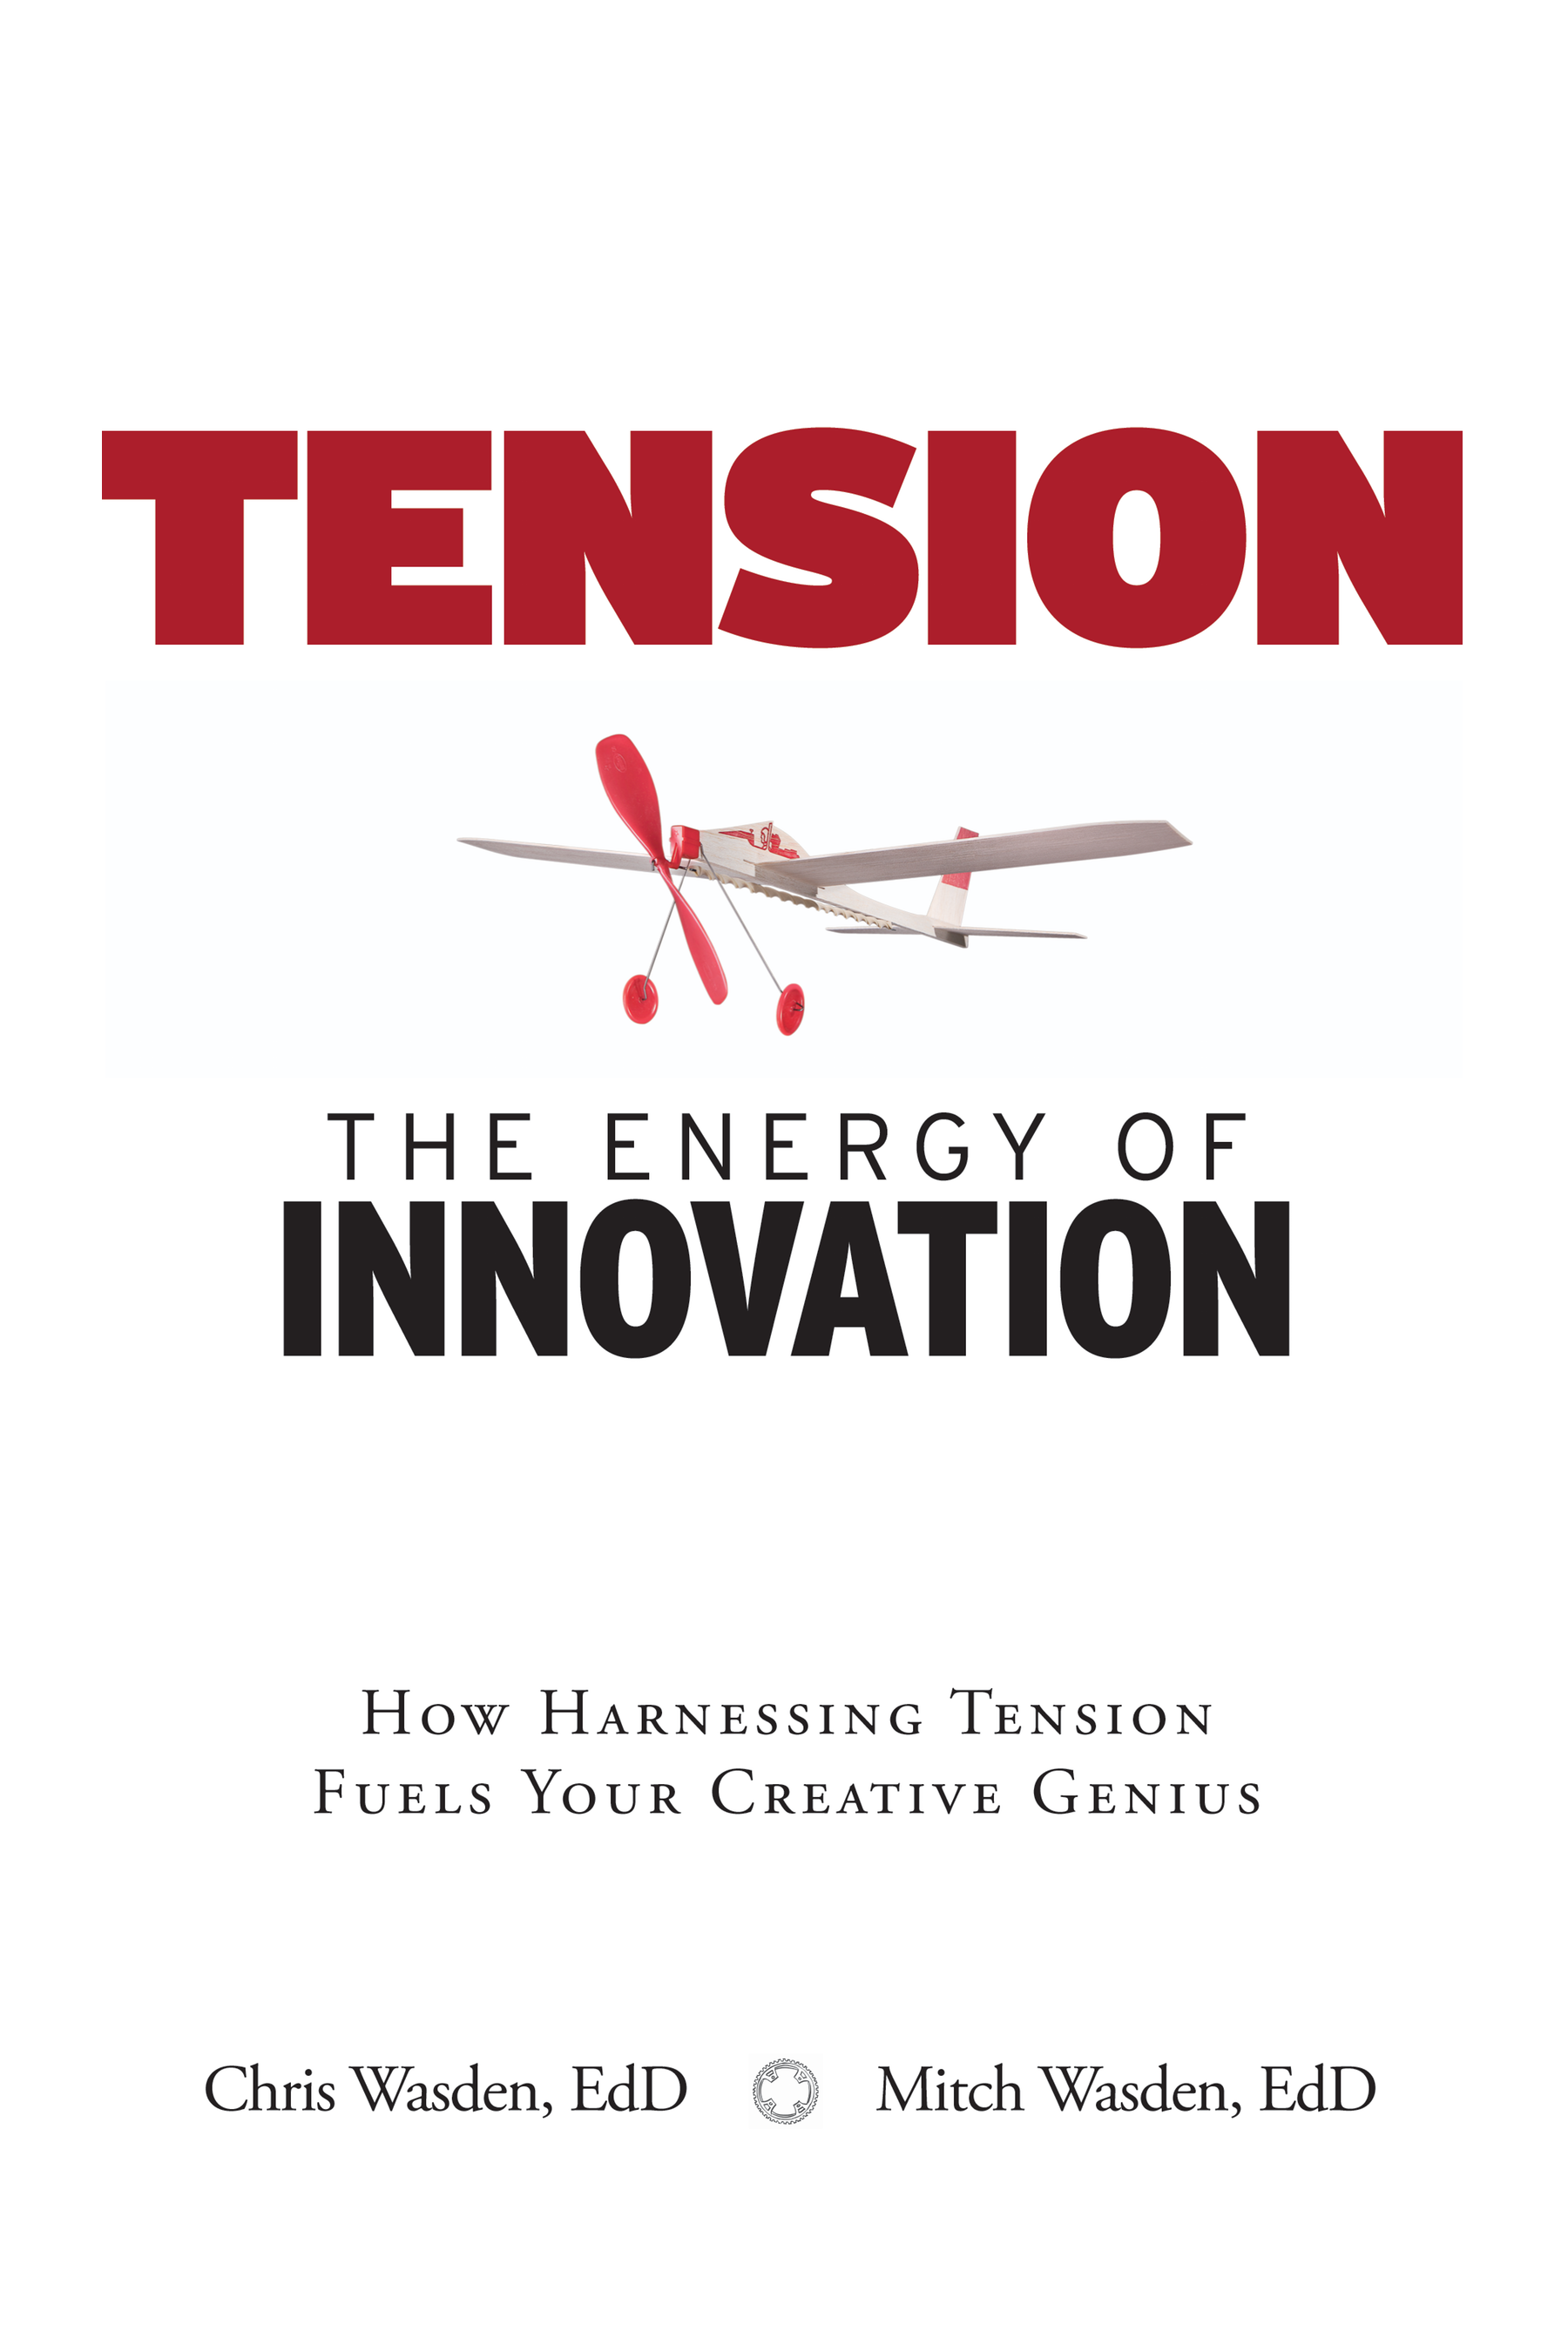 TENSION
THE ENERGY OF
INNOVATION
How Harnessing Tension
Fuels Your Creative Genius
Chris Wasden, EdD Mitch Wasden, EdD